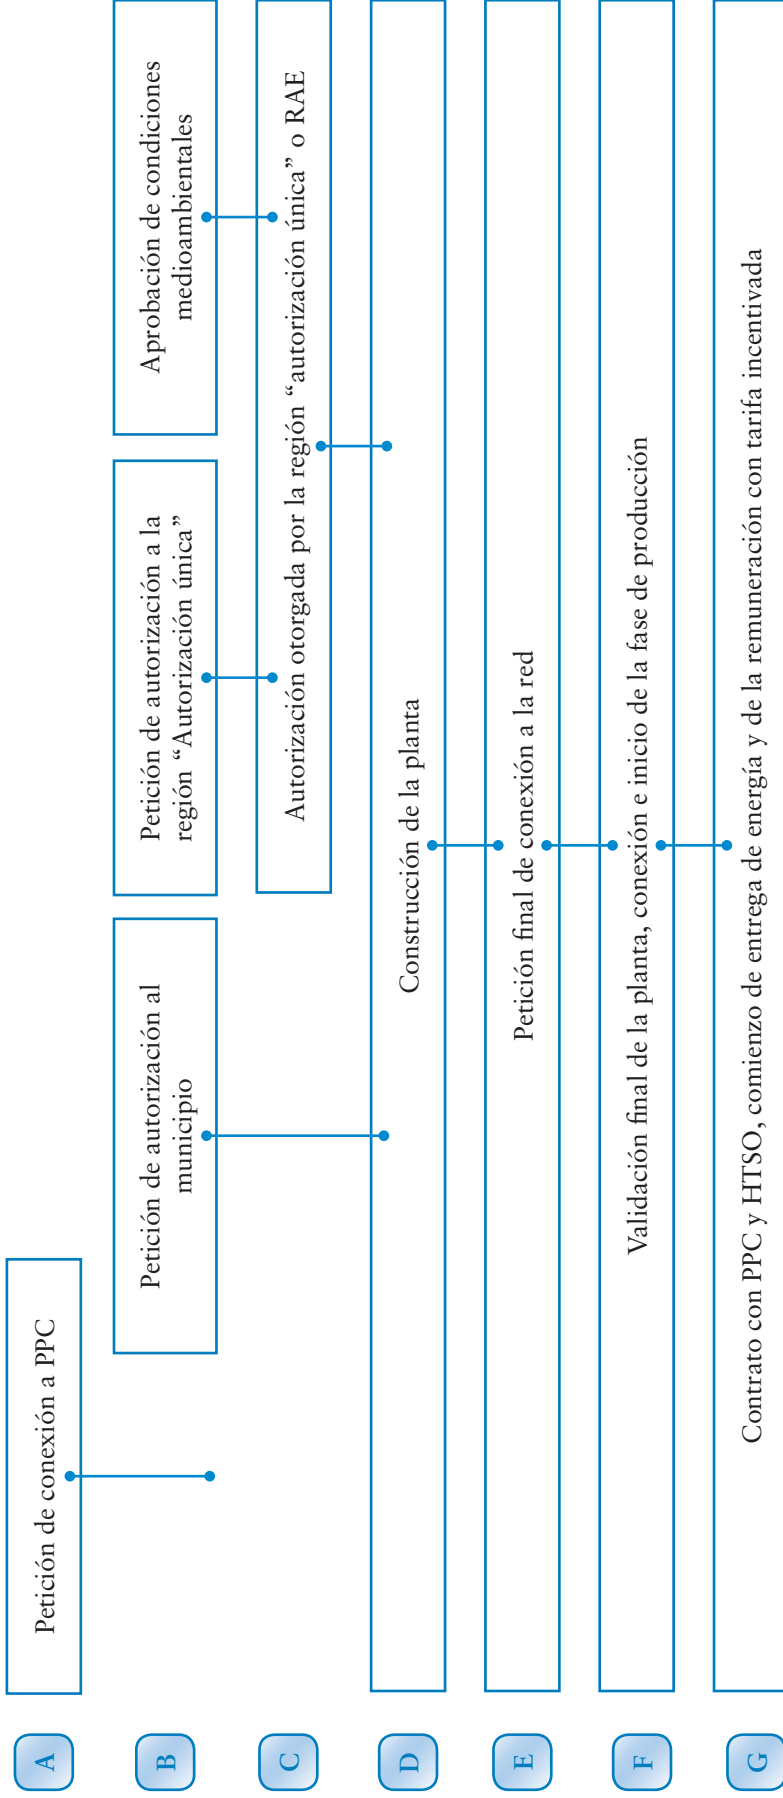 A
Petición de conexión a PPC
B
Petición de autorización al
municipio
Petición de autorización a la
región “Autorización única”
Aprobación de condiciones
medioambientales
C
Autorización otorgada por la región “autorización única” o RAE
D
Construcción de la planta
E
Petición final de conexión a la red
F
Validación final de la planta, conexión e inicio de la fase de producción
G
Contrato con PPC y HTSO, comienzo de entrega de energía y de la remuneración con tarifa incentivada